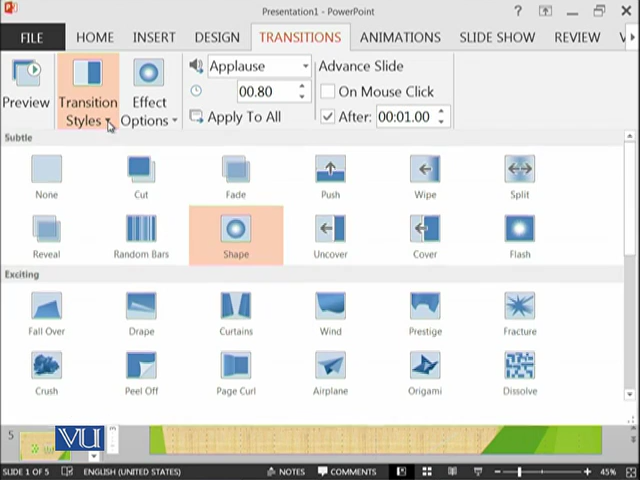 Presentation1 - PowerPoint
FILE HOME INSERT DESIGN TRANSITIONS ANIMATIONS SLIDE SHOW REVIEW
Preview
Transition Styles
Effect Options
Applause
00.80
Apply To All
Advance Slide
On Mouse Click
After: 00:01.00
Subtle
None Cut Fade Push Wipe Split
Reveal Random Bars Shape Uncover Cover Flash
Exciting
Fall Over Drape Curtains Wind Prestige Fracture
Crush Peel Off Page Curl Airplane Origami Dissolve
5
VU
SLIDE 1 OF 5 ENGLISH (UNITED STATES) NOTES COMMENTS 45%